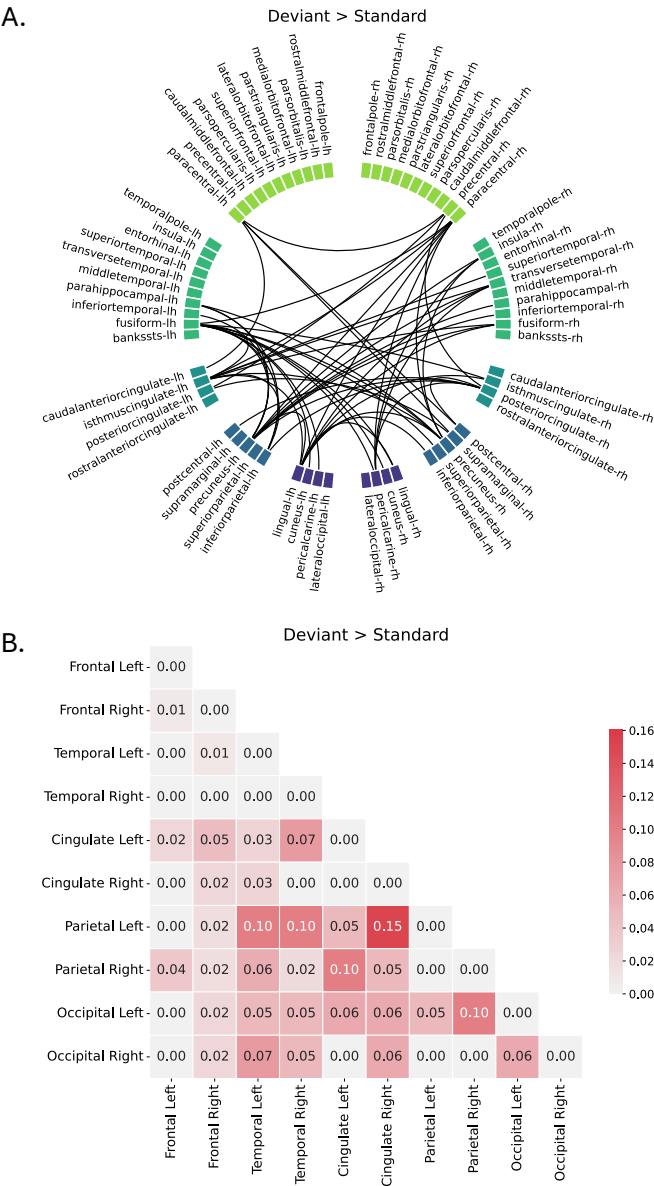 A.
Deviant > Standard
frontalpole-lh
rostralmiddlefrontal-lh
parsorbitalis-lh
medialorbitofrontal-lh
parstriangularis-lh
lateralorbitofrontal-lh
superiorfrontal-lh
parsopercularis-lh
caudalmiddlefrontal-lh
precentral-lh
paracentral-lh
temporalpole-lh
insula-lh
entorhinal-lh
superiortemporal-lh
transversetemporal-lh
middletemporal-lh
parahippocampal-lh
inferiortemporal-lh
fusiform-lh
bankssts-lh
caudalanteriorcingulate-lh
isthmuscingulate-lh
posteriorcingulate-lh
rostralanteriorcingulate-lh
postcentral-lh
supramarginal-lh
precuneus-lh
superiorparietal-lh
inferiorparietal-lh
lingual-lh
cuneus-lh
pericalcarine-lh
lateraloccipital-lh
lateraloccipital-rh
pericalcarine-rh
cuneus-rh
lingual-rh
inferiorparietal-rh
superiorparietal-rh
precuneus-rh
supramarginal-rh
postcentral-rh
rostralanteriorcingulate-rh
posteriorcingulate-rh
isthmuscingulate-rh
caudalanteriorcingulate-rh
bankssts-rh
fusiform-rh
inferiortemporal-rh
parahippocampal-rh
middletemporal-rh
transversetemporal-rh
superiortemporal-rh
entorhinal-rh
insula-rh
temporalpole-rh
paracentral-rh
precentral-rh
caudalmiddlefrontal-rh
parsopercularis-rh
superiorfrontal-rh
lateralorbitofrontal-rh
parstriangularis-rh
medialorbitofrontal-rh
parsorbitalis-rh
rostralmiddlefrontal-rh
frontalpole-rh
B.
Deviant > Standard
Frontal Left 0.00
Frontal Right 0.01 0.00
Temporal Left 0.00 0.01 0.00
Temporal Right 0.00 0.00 0.00 0.00
Cingulate Left 0.02 0.05 0.03 0.07 0.00
Cingulate Right 0.00 0.02 0.03 0.00 0.00 0.00
Parietal Left 0.00 0.02 0.10 0.10 0.05 0.15 0.00
Parietal Right 0.04 0.02 0.06 0.02 0.10 0.05 0.00 0.00
Occipital Left 0.00 0.02 0.05 0.05 0.06 0.06 0.05 0.10 0.00
Occipital Right 0.00 0.02 0.07 0.05 0.00 0.06 0.00 0.00 0.06 0.00
Frontal Left
Frontal Right
Temporal Left
Temporal Right
Cingulate Left
Cingulate Right
Parietal Left
Parietal Right
Occipital Left
Occipital Right
0.16
0.14
0.12
0.10
0.08
0.06
0.04
0.02
0.00